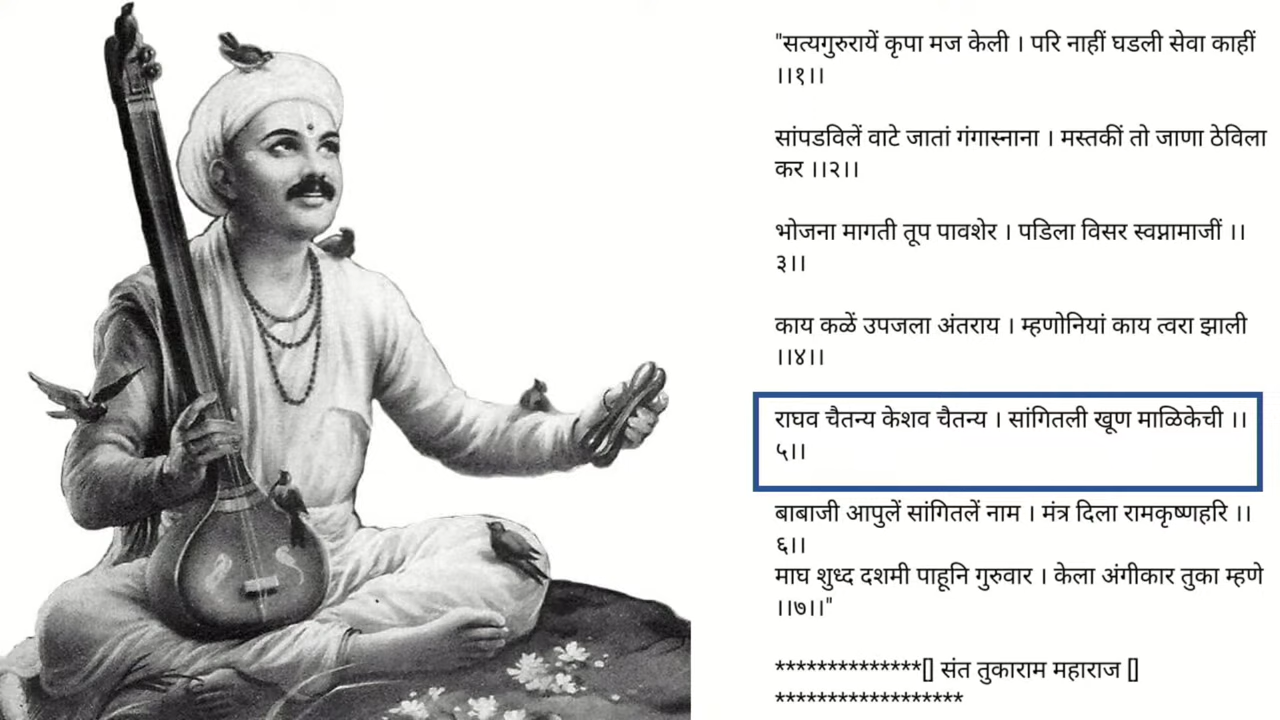 "सत्यगुरुरायें कृपा मज केली । परि नाहीं घडली सेवा काहीं
।।१।।
सांपडविलें वाटे जातां गंगास्नाना । मस्तकीं तो जाणा ठेविला
कर ।।२।।
भोजना मागती तूप पावशेर । पडिला विसर स्वप्नामाजीं ।।
३।।
काय कळें उपजला अंतराय । म्हणोनियां काय त्वरा झाली
।।४।।
राघव चैतन्य केशव चैतन्य । सांगितली खूण माळिकेची ।।
५।।
बाबाजी आपुलें सांगितलें नाम । मंत्र दिला रामकृष्णहरि ।।
६।।
माघ शुध्द दशमी पाहूनि गुरुवार । केला अंगीकार तुका म्हणे
।।७।।"
**************[] संत तुकाराम महाराज []
******************